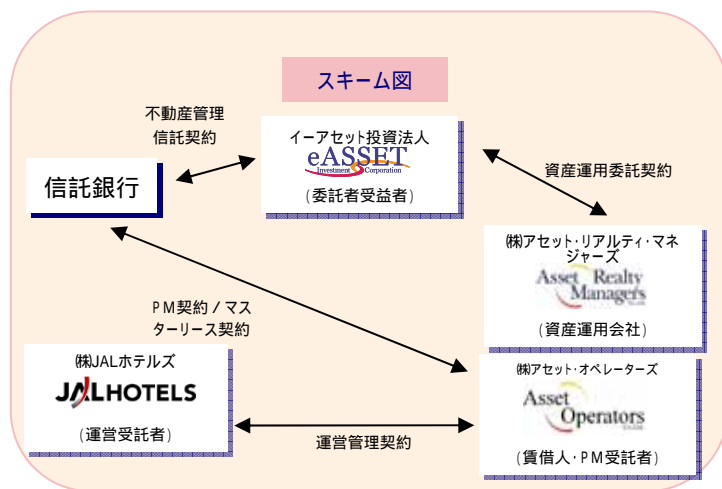 スキーム図
不動産管理
信託契約
イーアセット投資法人
eASSET
Investment Corporation
(委託者受益者)
信託銀行
資産運用委託契約
㈱アセット・リアルティ・マネ
ジャーズ
Asset Realty
Managers
(資産運用会社)
PM契約/マス
ターリース契約
㈱JALホテルズ
JALHOTELS
(運営受託者)
運営管理契約
㈱アセット・オペレーターズ
Asset
Operators
(賃借人・PM受託者)